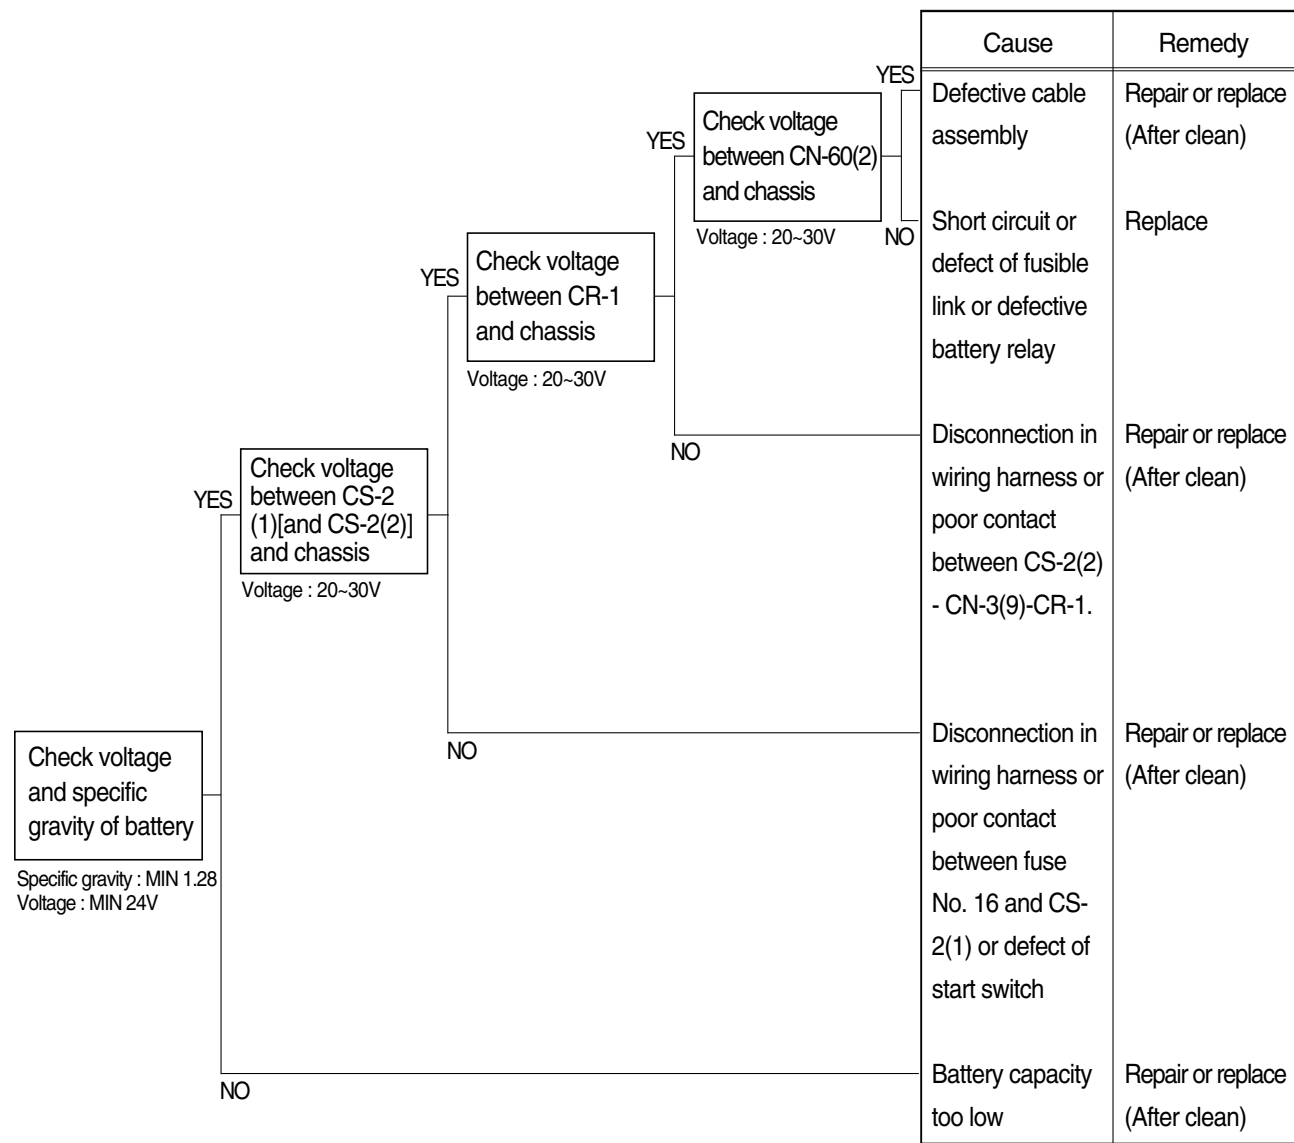 Cause
Remedy
YES
Defective cable
assembly
Repair or replace
(After clean)
YES
Check voltage
between CN-60(2)
and chassis
Voltage : 20~30V
NO
Short circuit or
defect of fusible
link or defective
battery relay
Replace
YES
Check voltage
between CR-1
and chassis
Voltage : 20~30V
NO
Disconnection in
wiring harness or
poor contact
between CS-2(2)
- CN-3(9)-CR-1.
Repair or replace
(After clean)
YES
Check voltage
between CS-2
(1)[and CS-2(2)]
and chassis
Voltage : 20~30V
NO
Disconnection in
wiring harness or
poor contact
between fuse
No. 16 and CS-
2(1) or defect of
start switch
Repair or replace
(After clean)
Check voltage
and specific
gravity of battery
Specific gravity : MIN 1.28
Voltage : MIN 24V
NO
Battery capacity
too low
Repair or replace
(After clean)